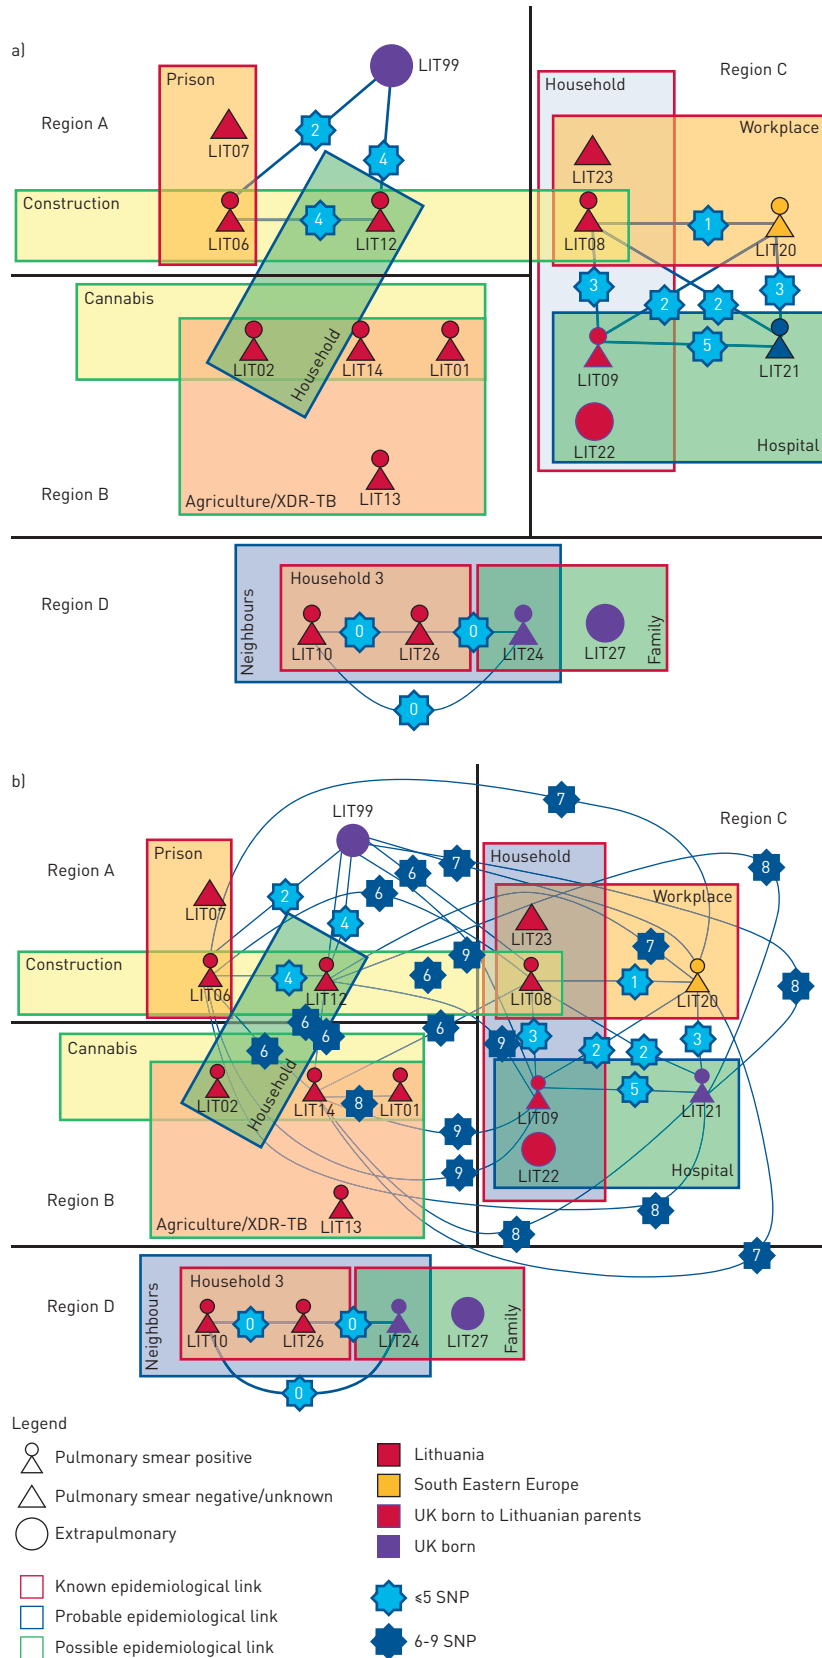 a)
Prison
LIT99
Region C
Household
Region A
Workplace
2
LIT07
4
LIT23
Construction
4
1
LIT06
LIT12
LIT08
LIT20
Cannabis
3
2
2
3
Household
LIT02
LIT14
LIT01
5
LIT09
LIT21
LIT22
Hospital
Region B
Agriculture/XDR-TB
LIT13
Region D
Neighbours
Household 3
0
0
LIT10
LIT26
LIT24
LIT27
Family
0
b)
7
LIT99
Region C
Prison
Household
Region A
7
8
6
Workplace
LIT07
2
6
4
LIT23
7
Construction
9
4
6
1
8
LIT06
LIT12
LIT08
LIT20
6
6
6
Cannabis
6
9
3
2
2
3
Household
LIT02
LIT14
8
LIT01
5
LIT09
LIT21
9
9
LIT22
Hospital
Region B
8
Agriculture/XDR-TB
LIT13
8
7
Region D
Neighbours
Household 3
0
0
LIT10
LIT26
LIT24
LIT27
Family
0
Legend
Pulmonary smear positive
Pulmonary smear negative/unknown
Extrapulmonary
Known epidemiological link
Probable epidemiological link
Possible epidemiological link
Lithuania
South Eastern Europe
UK born to Lithuanian parents
UK born
≤5 SNP
6-9 SNP